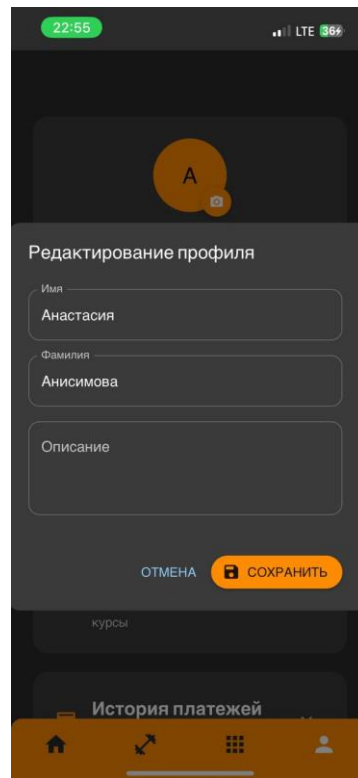 22:55
LTE 36
А
Редактирование профиля
Имя
Анастасия
Фамилия
Анисимова
Описание
ОТМЕНА
СОХРАНИТЬ
курсы
История платежей